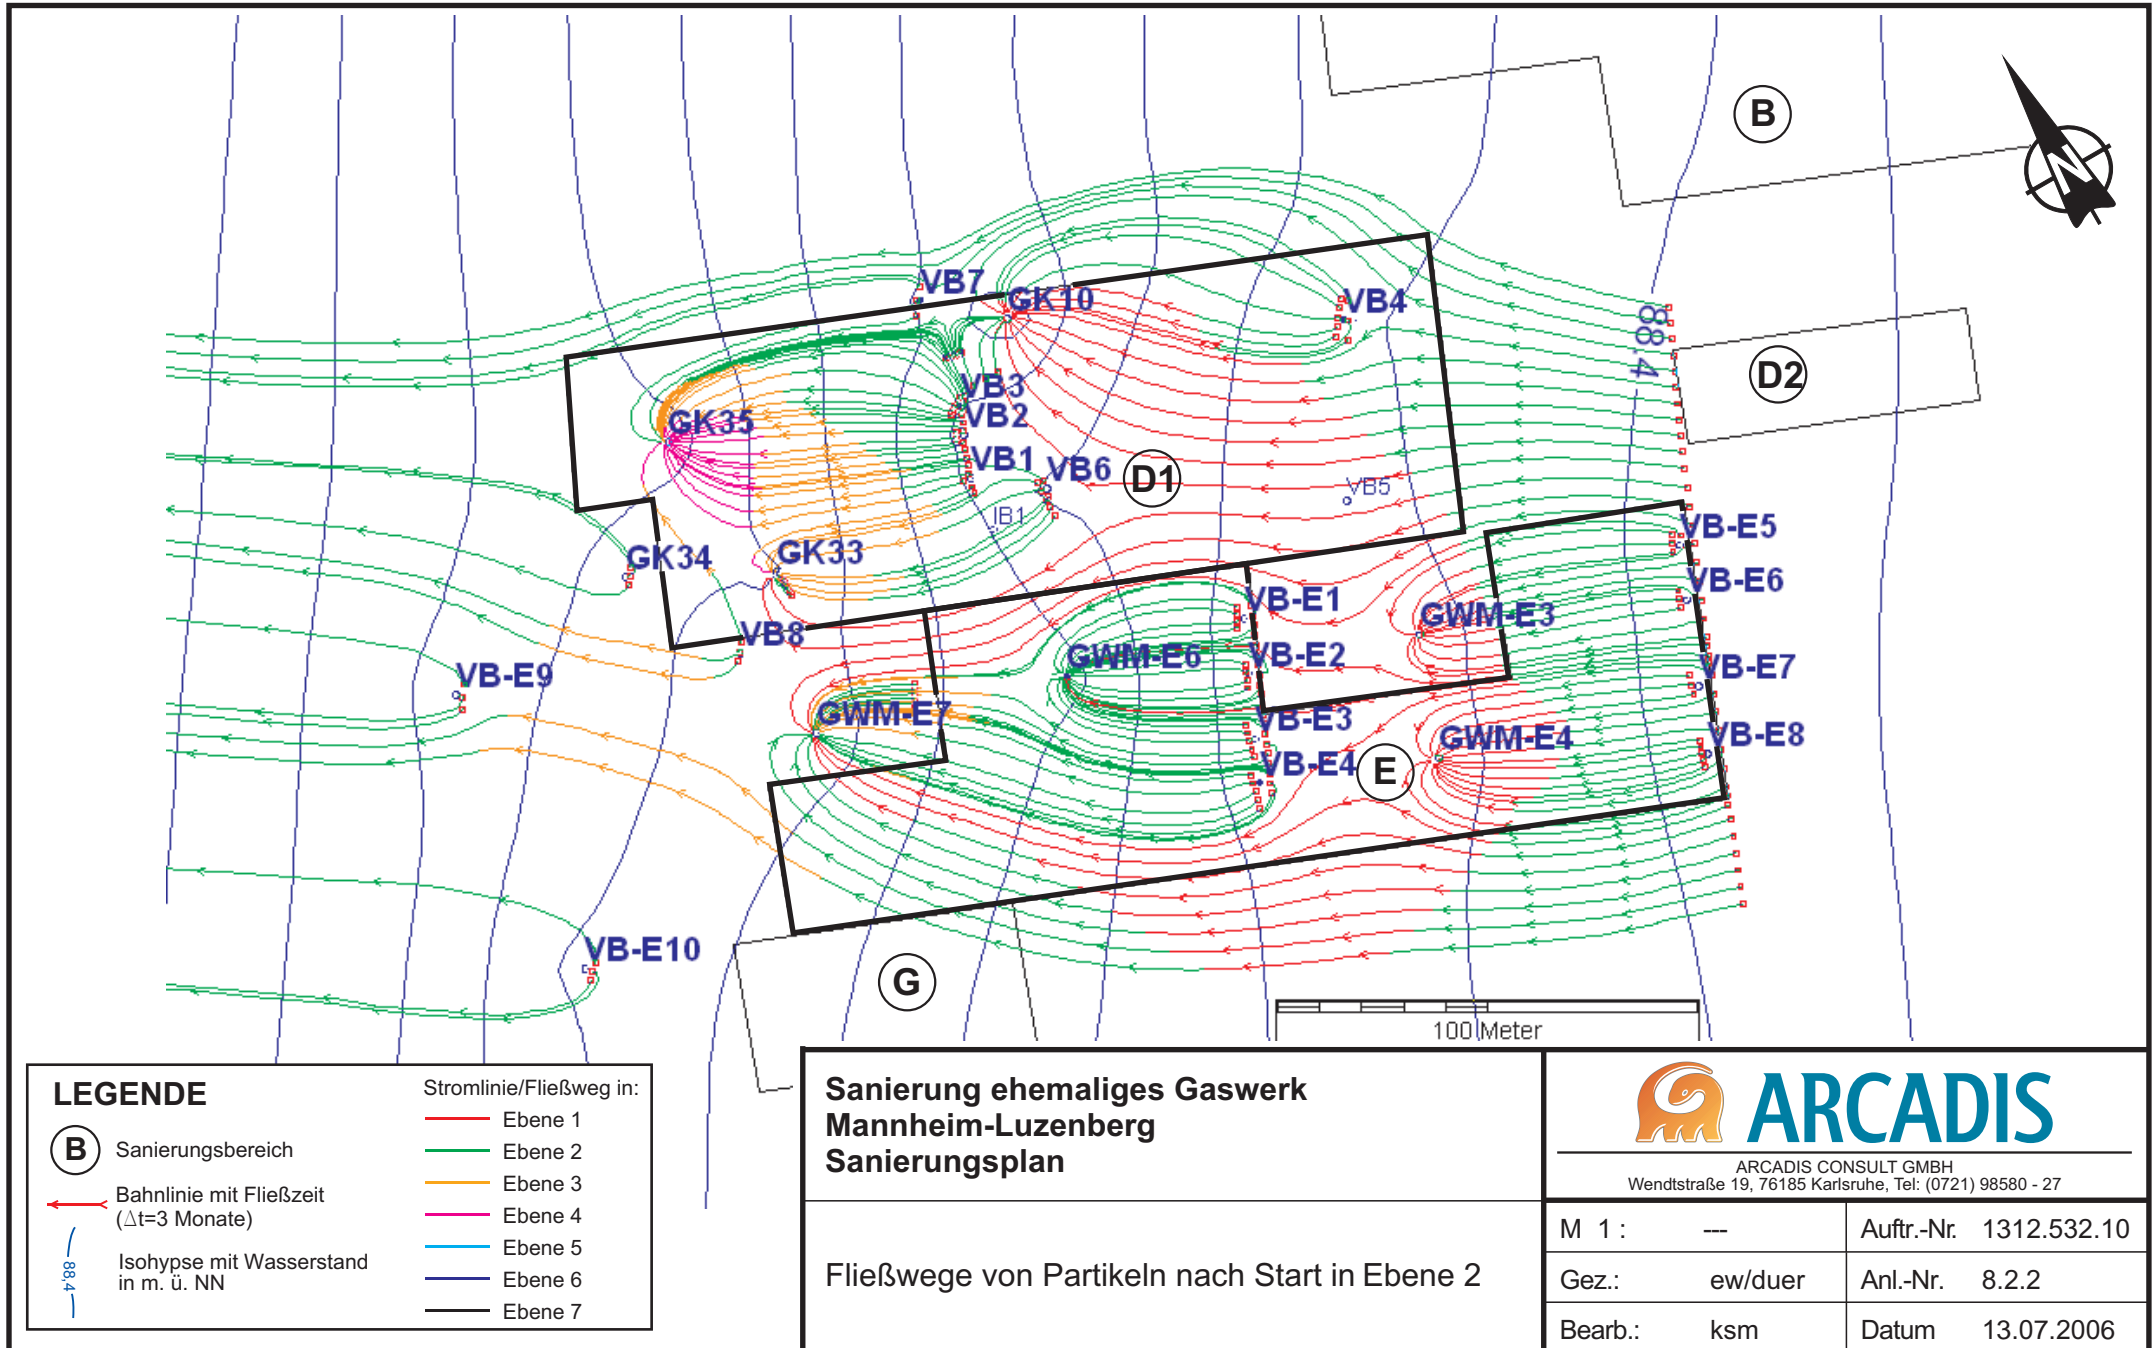 B
N
88.4
D2
VB7
GK10
VB4
VB3
VB2
GK35
VB1
VB6
D1
VB5
IB1
VB-E5
GK34
GK33
VB-E6
VB-E1
GWM-E3
VB8
GWM-E6
VB-E2
VB-E7
VB-E9
GWM-E7
VB-E3
GWM-E4
VB-E8
VB-E4
E
VB-E10
G
100 Meter
LEGENDE
B Sanierungsbereich
Bahnlinie mit Fließzeit
(Δt=3 Monate)
88,4
Isohypse mit Wasserstand
in m. ü. NN
Stromlinie/Fließweg in:
Ebene 1
Ebene 2
Ebene 3
Ebene 4
Ebene 5
Ebene 6
Ebene 7
Sanierung ehemaliges Gaswerk
Mannheim-Luzenberg
Sanierungsplan
Fließwege von Partikeln nach Start in Ebene 2
ARCADIS
ARCADIS CONSULT GMBH
Wendtstraße 19, 76185 Karlsruhe, Tel: (0721) 98580 - 27
M 1 : --- Auftr.-Nr. 1312.532.10
Gez.: ew/duer Anl.-Nr. 8.2.2
Bearb.: ksm Datum 13.07.2006